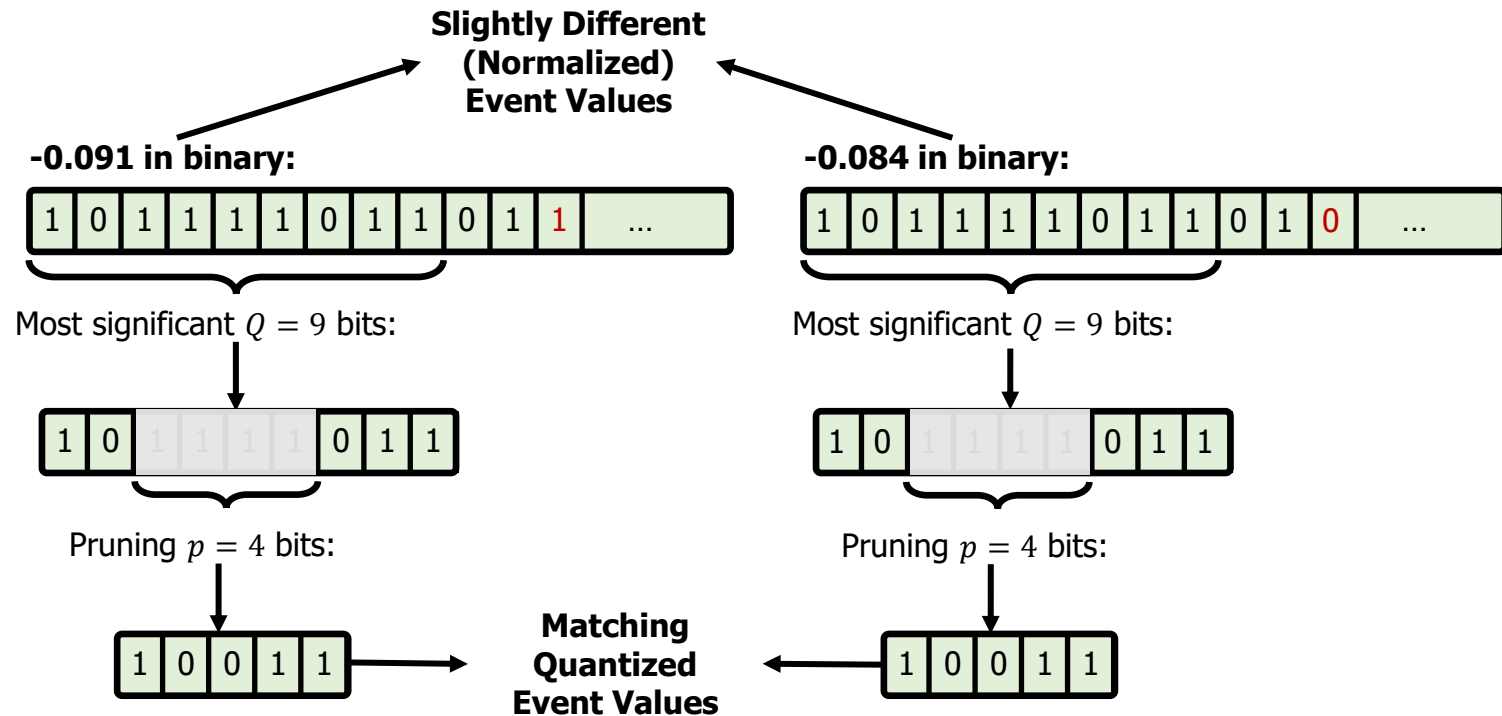 Slightly Different
(Normalized)
Event Values
-0.091 in binary:
1 0 1 1 1 1 0 1 1 0 1 1 ...
Most significant Q = 9 bits:
1 0 1 1 1 1 0 1 1
Pruning p = 4 bits:
1 0 0 1 1
-0.084 in binary:
1 0 1 1 1 1 0 1 1 0 1 0 ...
Most significant Q = 9 bits:
1 0 1 1 1 1 0 1 1
Pruning p = 4 bits:
1 0 0 1 1
Matching
Quantized
Event Values